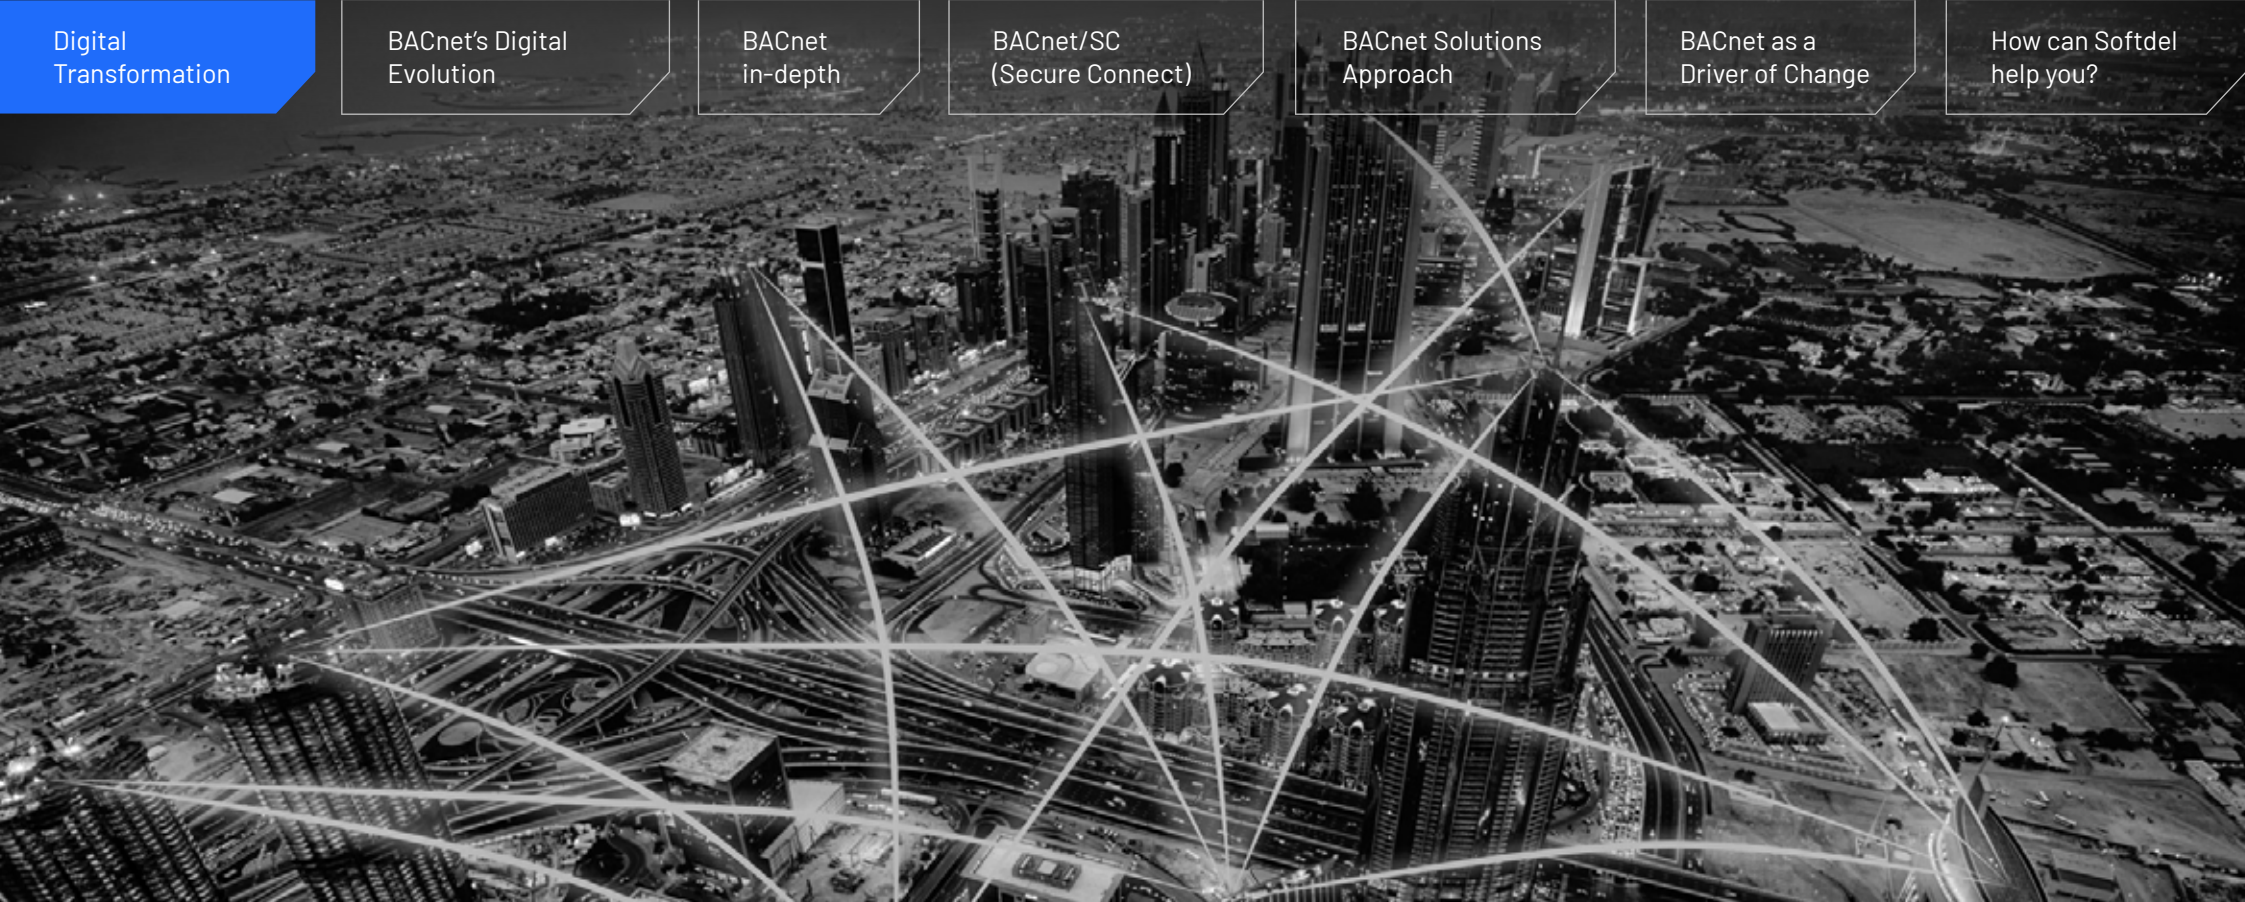 Digital
Transformation
BACnet’s Digital
Evolution
BACnet
in-depth
BACnet/SC
(Secure Connect)
BACnet Solutions
Approach
BACnet as a
Driver of Change
How can Softdel
help you?